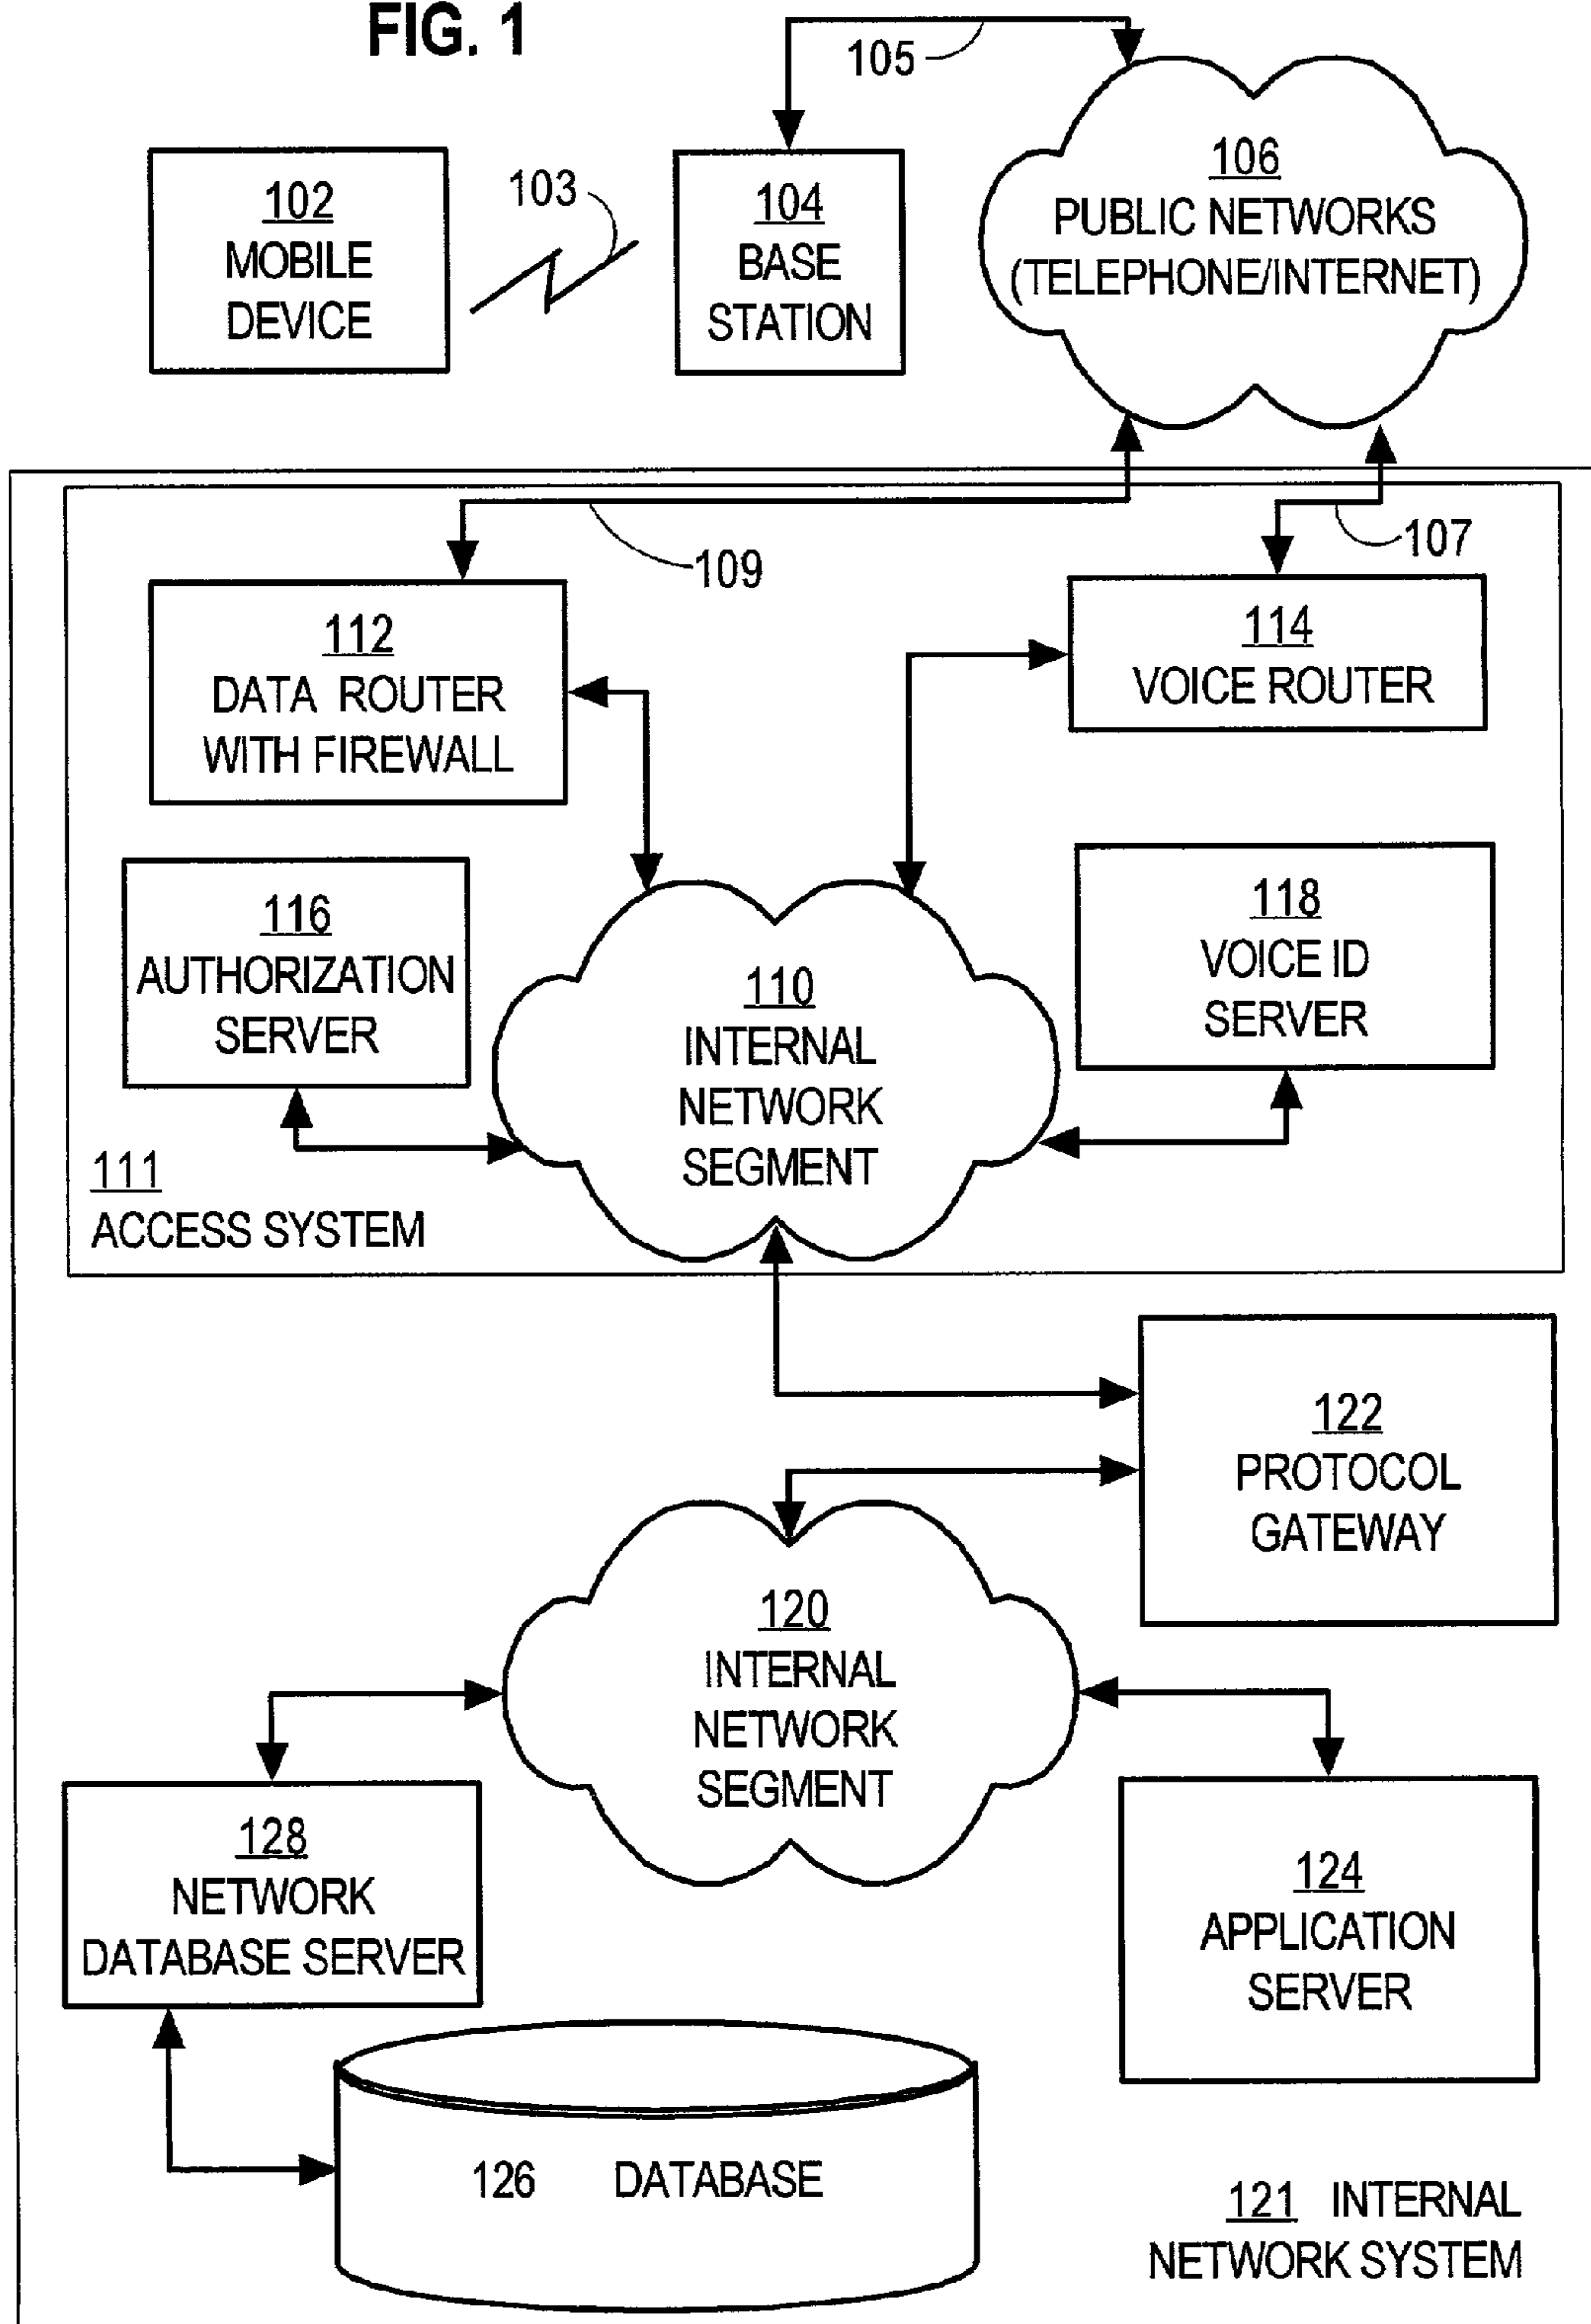 FIG. 1
105
106
PUBLIC NETWORKS
(TELEPHONE/INTERNET)
102
MOBILE
DEVICE
103
104
BASE
STATION
109
107
112
DATA ROUTER
WITH FIREWALL
114
VOICE ROUTER
116
AUTHORIZATION
SERVER
110
INTERNAL
NETWORK
SEGMENT
118
VOICE ID
SERVER
111
ACCESS SYSTEM
122
PROTOCOL
GATEWAY
120
INTERNAL
NETWORK
SEGMENT
128
NETWORK
DATABASE SERVER
124
APPLICATION
SERVER
126 DATABASE
121 INTERNAL
NETWORK SYSTEM